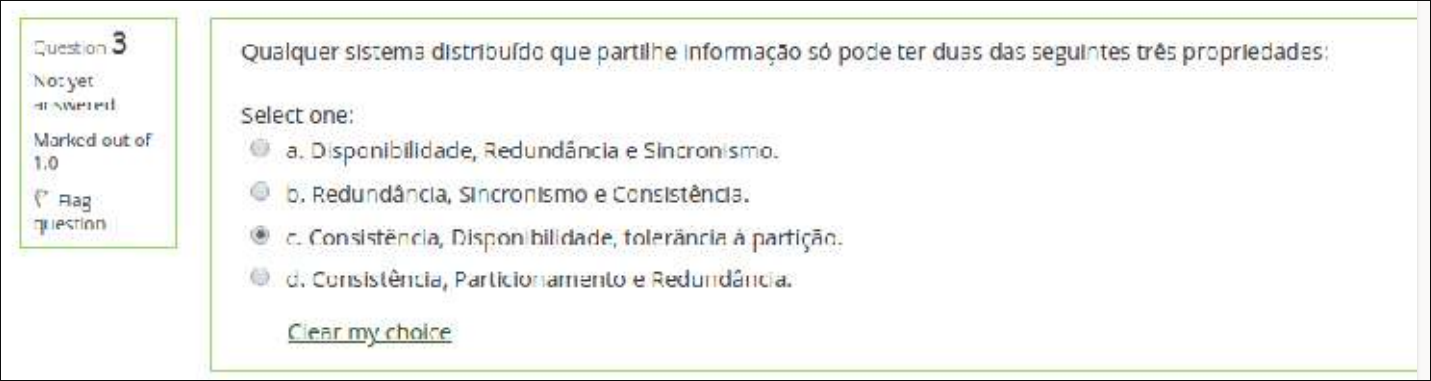 Question 3
Not yet
answered
Marked out of
1.0
Flag
question
Qualquer sistema distribuído que partilhe informação só pode ter duas das seguintes três propriedades:
Select one:
a. Disponibilidade, Redundância e Sincronismo.
b. Redundância, Sincronismo e Consistência.
c. Consistência, Disponibilidade, tolerância à partição.
d. Consistência, Particionamento e Redundância.
Clear my choice